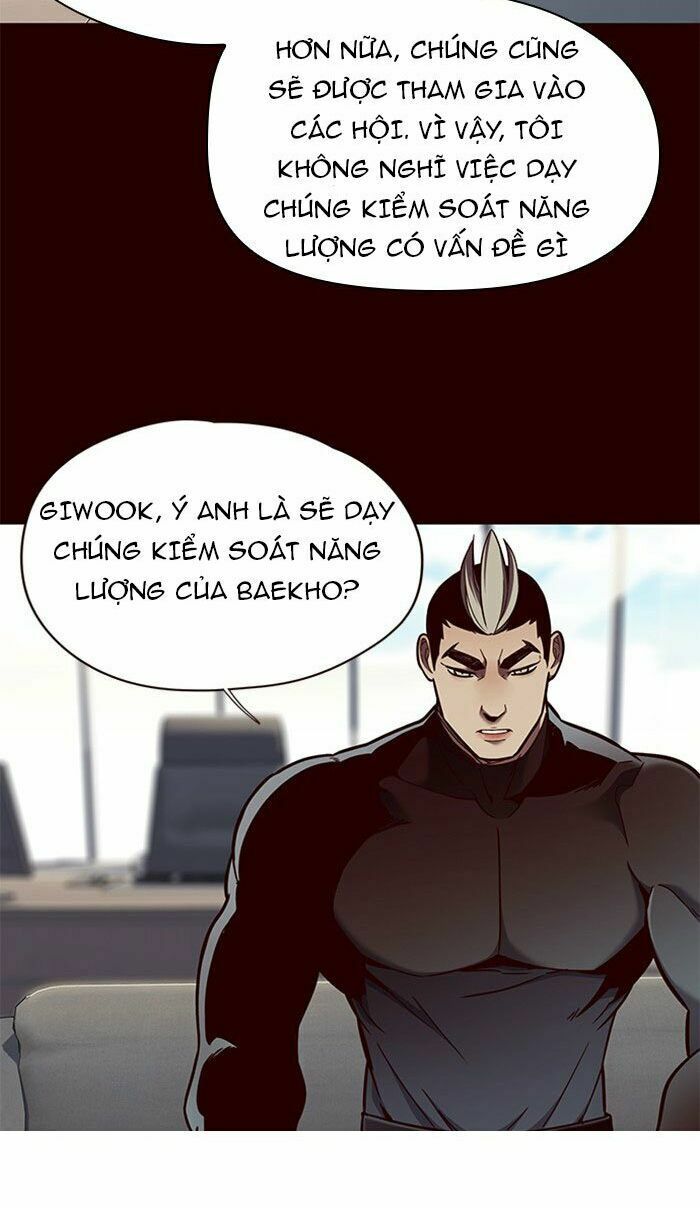 HƠN NỮA, CHÚNG CŨNG
SẼ ĐƯỢC THAM GIA VÀO
CÁC HỘI. VÌ VẬY, TÔI
KHÔNG NGHĨ VIỆC DẠY
CHÚNG KIỂM SOÁT NĂNG
LƯỢNG CÓ VẤN ĐỀ GÌ
GIWOOK, Ý ANH LÀ SẼ DẠY
CHÚNG KIỂM SOÁT NĂNG
LƯỢNG CỦA BAEKHO?